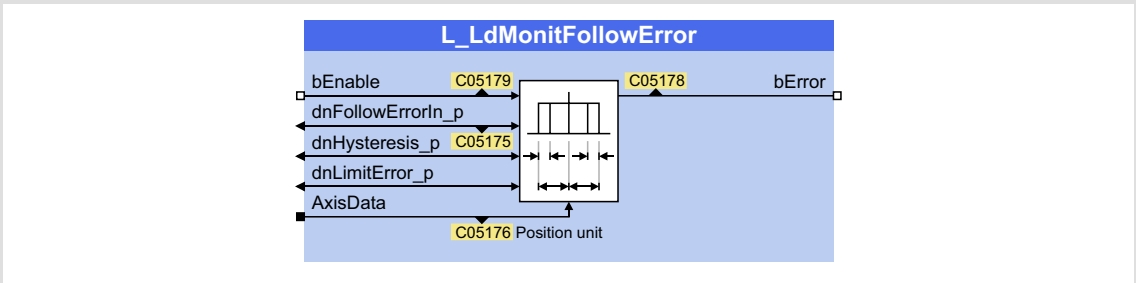 L_LdMonitFollowError
bEnable C05179 C05178 bError
dnFollowErrorIn_p
dnHysteresis_p C05175
dnLimitError_p
AxisData
C05176 Position unit